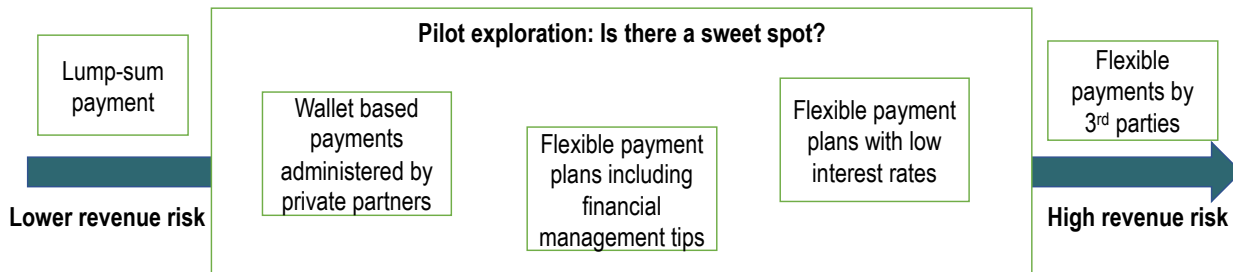 Pilot exploration: Is there a sweet spot?
Lump-sum
payment
Wallet based
payments
administered by
private partners
Flexible payment
plans including
financial
management tips
Flexible payment
plans with low
interest rates
Flexible
payments by
3rd parties
Lower revenue risk
High revenue risk